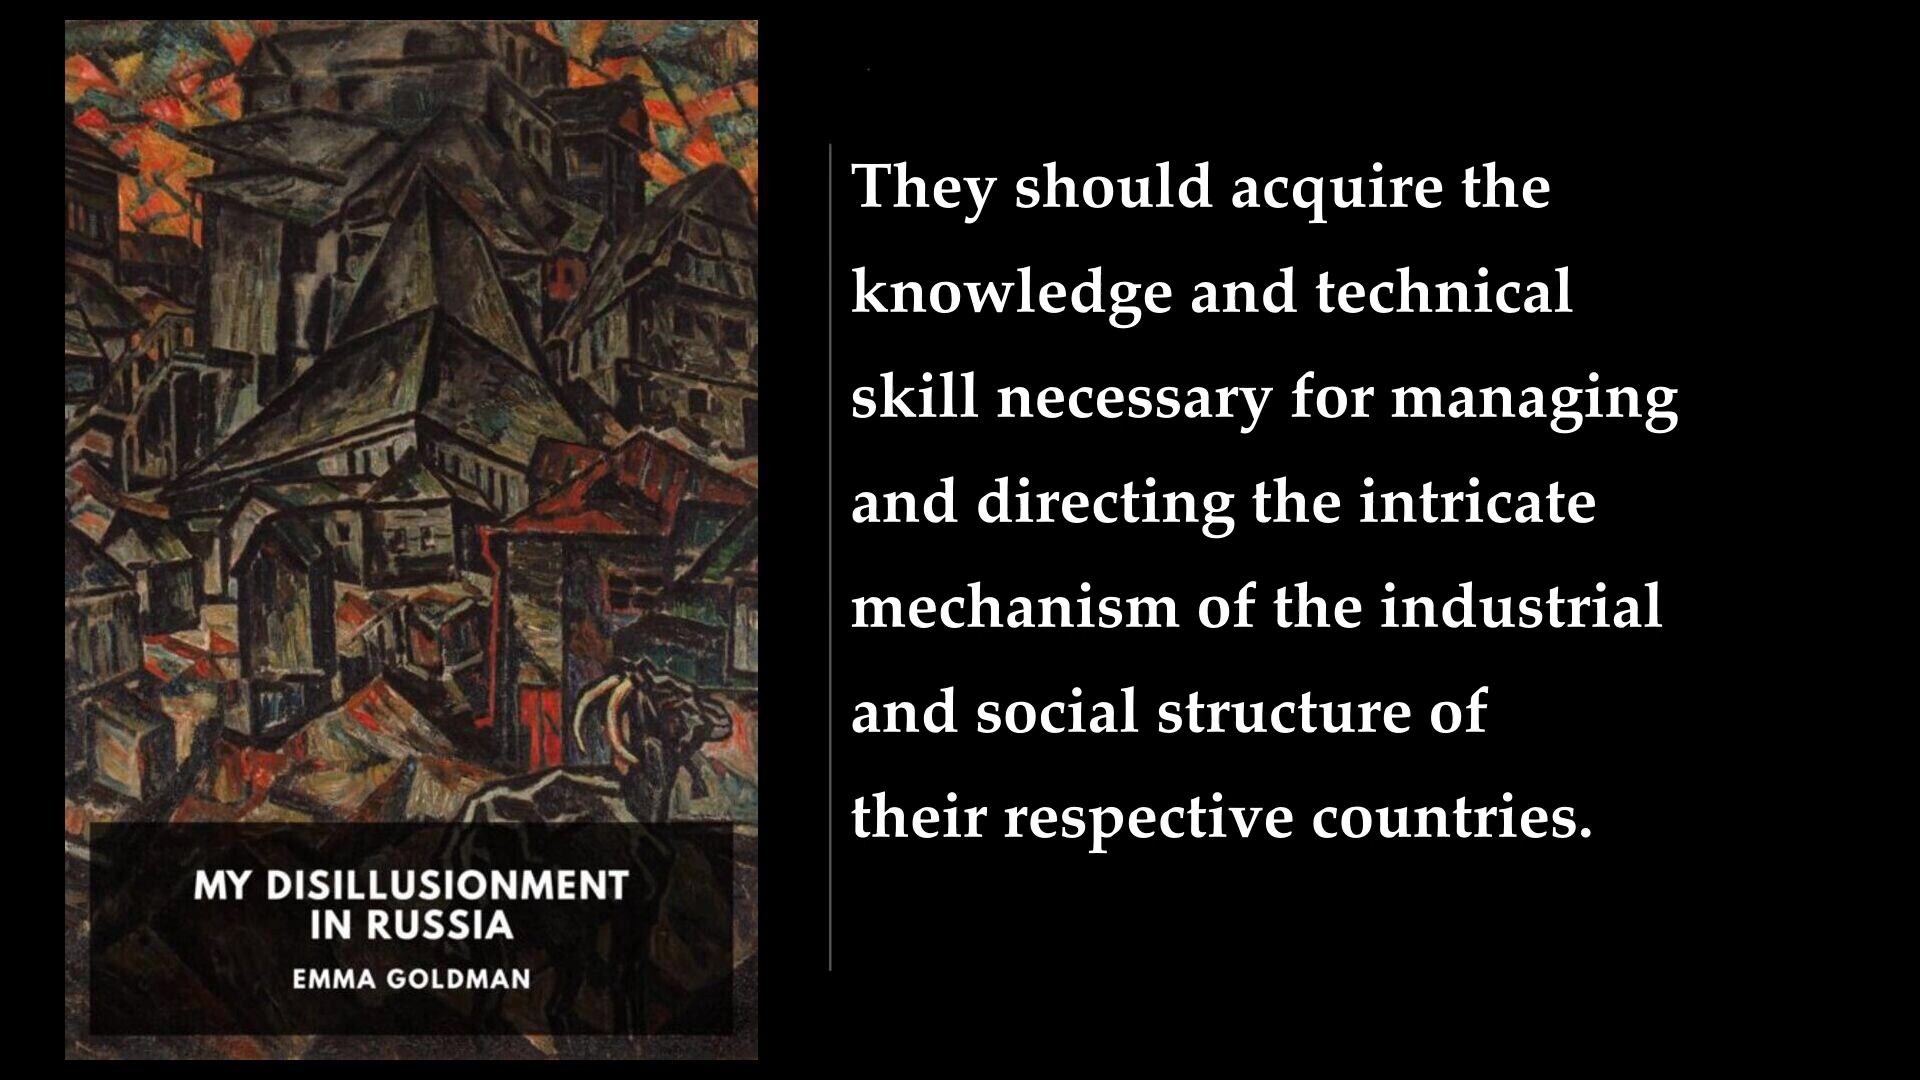 They should acquire the
knowledge and technical
skill necessary for managing
and directing the intricate
mechanism of the industrial
and social structure of
their respective countries.
MY DISILLUSIONMENT
IN RUSSIA
EMMA GOLDMAN